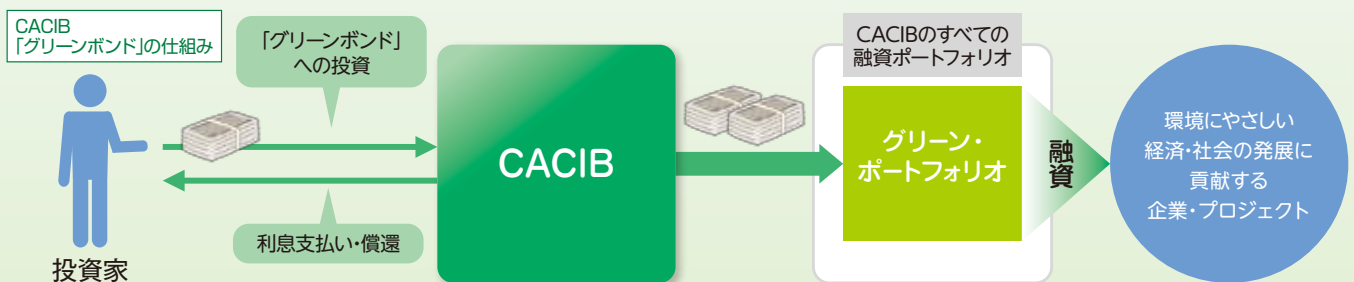 CACIB
「グリーンボンド」の仕組み
「グリーンボンド」
への投資
利息支払い・償還
投資家
CACIB
CACIBのすべての
融資ポートフォリオ
グリーン・
ポートフォリオ
融資
環境にやさしい
経済・社会の発展に
貢献する
企業・プロジェクト